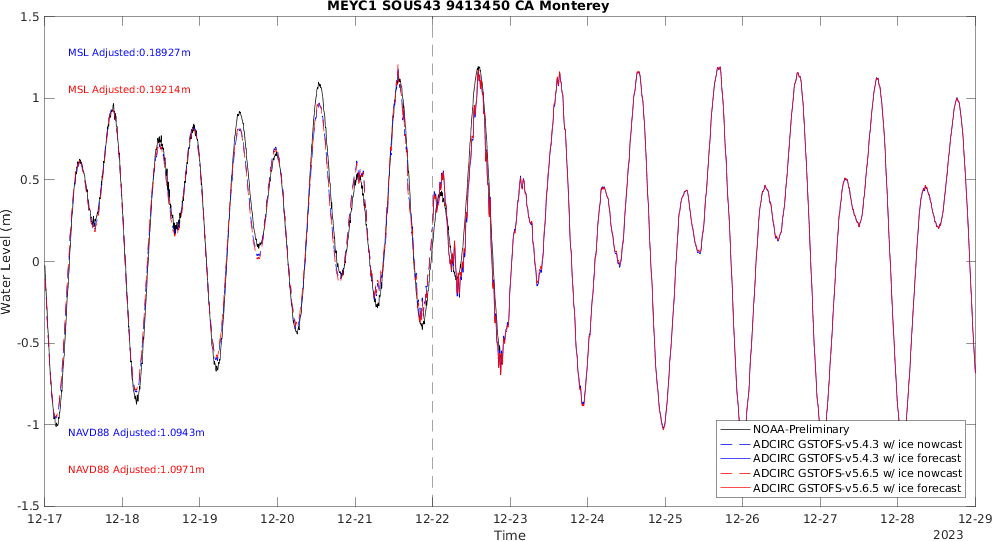 MEYC1 SOUS43 9413450 CA Monterey
1.5
1
0.5
0
-0.5
-1
-1.5
Water Level (m)
MSL Adjusted:0.18927m
MSL Adjusted:0.19214m
NAVD88 Adjusted:1.0943m
NAVD88 Adjusted:1.0971m
NOAA-Preliminary
ADCIRC GSTOFS-v5.4.3 w/ ice nowcast
ADCIRC GSTOFS-v5.4.3 w/ ice forecast
ADCIRC GSTOFS-v5.6.5 w/ ice nowcast
ADCIRC GSTOFS-v5.6.5 w/ ice forecast
12-17 12-18 12-19 12-20 12-21 12-22 12-23 12-24 12-25 12-26 12-27 12-28 12-29
Time
2023